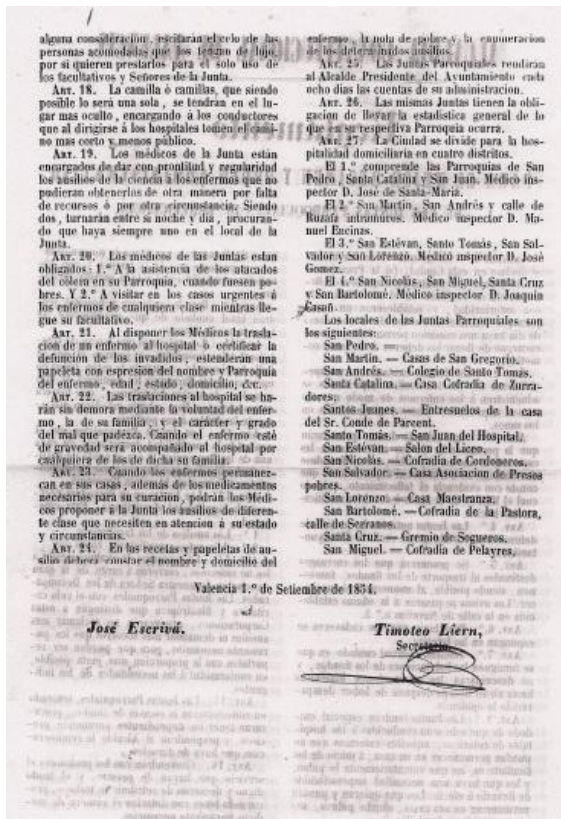 alguna consideracion, escitarán el celo de las
personas acomodadas que los tengan de lujo,
por si quieren prestarlos para el solo uso de
los facultativos y Señores de la Junta.
ART. 18. La camilla ó camillas, que siendo
posible lo será una sola, se tendrán en el lu-
gar mas oculto, encargando á los conductores
que al dirigirse á los hospitales tomen el cami-
no mas corto y menos público.
ART. 19. Los médicos de la Junta están
encargados de dar con prontitud y regularidad
los ausilios de la ciencia á los enfermos que no
pudieran obtenerlos de otra manera por falta
de recursos ó por otra circunstancia. Siendo
dos, turnarán entre si noche y dia, procuran-
do que haya siempre uno en el local de la
Junta.
ART. 20. Los médicos de las Juntas estan
obligados: 1.º A la asistencia de los atacados
del cólera en su Parroquia, cuando fuesen po-
bres. Y 2.º A visitar en los casos urgentes á
los enfermos de cualquiera clase mientras lle-
gue su facultativo.
ART. 21. Al disponer los Médicos la trasla-
cion de un enfermo al hospital ó certificar la
defuncion de los invadidos, estenderán una
papeleta con espresion del nombre y Parroquia
del enfermo, edad, estado, domicilio, &c.
ART. 22. Las traslaciones al hospital se ha-
rán sin demora mediante la voluntad del enfer-
mo, la de su familia, y el carácter y grado
del mal que padezca. Cuando el enfermo esté
de gravedad será acompañado al hospital por
cualquiera de los de dicha su familia.
ART. 23. Cuando los enfermos permanez-
can en sus casas, además de los medicamentos
necesarios para su curacion, podrán los Médi-
cos proponer á la Junta los ausilios de diferen-
te clase que necesiten en atencion á su estado
y circunstancias.
ART. 24. En las recetas y papeletas de au-
silio deberá constar el nombre y domicilio del
enfermo, la nota de pobre y la enumeracion
de los determinados ausilios.
ART. 25. Las Juntas Parroquiales rendirán
al Alcalde Presidente del Ayuntamiento cada
ocho dias las cuentas de su administracion.
ART. 26. Las mismas Juntas tienen la obli-
gacion de llevar la estadística general de lo
que en su respectiva Parroquia ocurra.
ART. 27. La Ciudad se divide para la hos-
pitalidad domiciliaria en cuatro distritos.
El 1.º comprende las Parroquias de San
Pedro, Santa Catalina y San Juan. Médico ins-
pector D. José de Santa-Maria.
El 2.º San Martin, San Andrés y calle de
Ruzafa intramuros. Médico inspector D. Ma-
nuel Encinas.
El 3.º San Estévan, Santo Tomás, San Sal-
vador y San Lorenzo. Médico inspector D. José
Gomez.
El 4.º San Nicolás, San Miguel, Santa Cruz
y San Bartolomé. Médico inspector D. Joaquin
Casañ.
Los locales de las Juntas Parroquiales son
los siguientes:
San Pedro.
San Martin. — Casas de San Gregorio.
San Andrés. — Colegio de Santo Tomás.
Santa Catalina. — Casa Cofradia de Zurra-
dores.
Santos Juanes. — Entresuelos de la casa
del Sr. Conde de Parcent.
Santo Tomás. — San Juan del Hospital.
San Estévan. — Salon del Liceo.
San Nicolás. — Cofradia de Cordoneros.
San Salvador. — Casa Asociacion de Presos
pobres.
San Lorenzo. — Casa Maestranza.
San Bartolomé. — Cofradia de la Pastora,
calle de Serranos.
Santa Cruz. — Gremio de Sogueros.
San Miguel. — Cofradia de Pelayres.
Valencia 1.º de Setiembre de 1854.
José Escrivá.
Timoteo Liern,
Secretario.